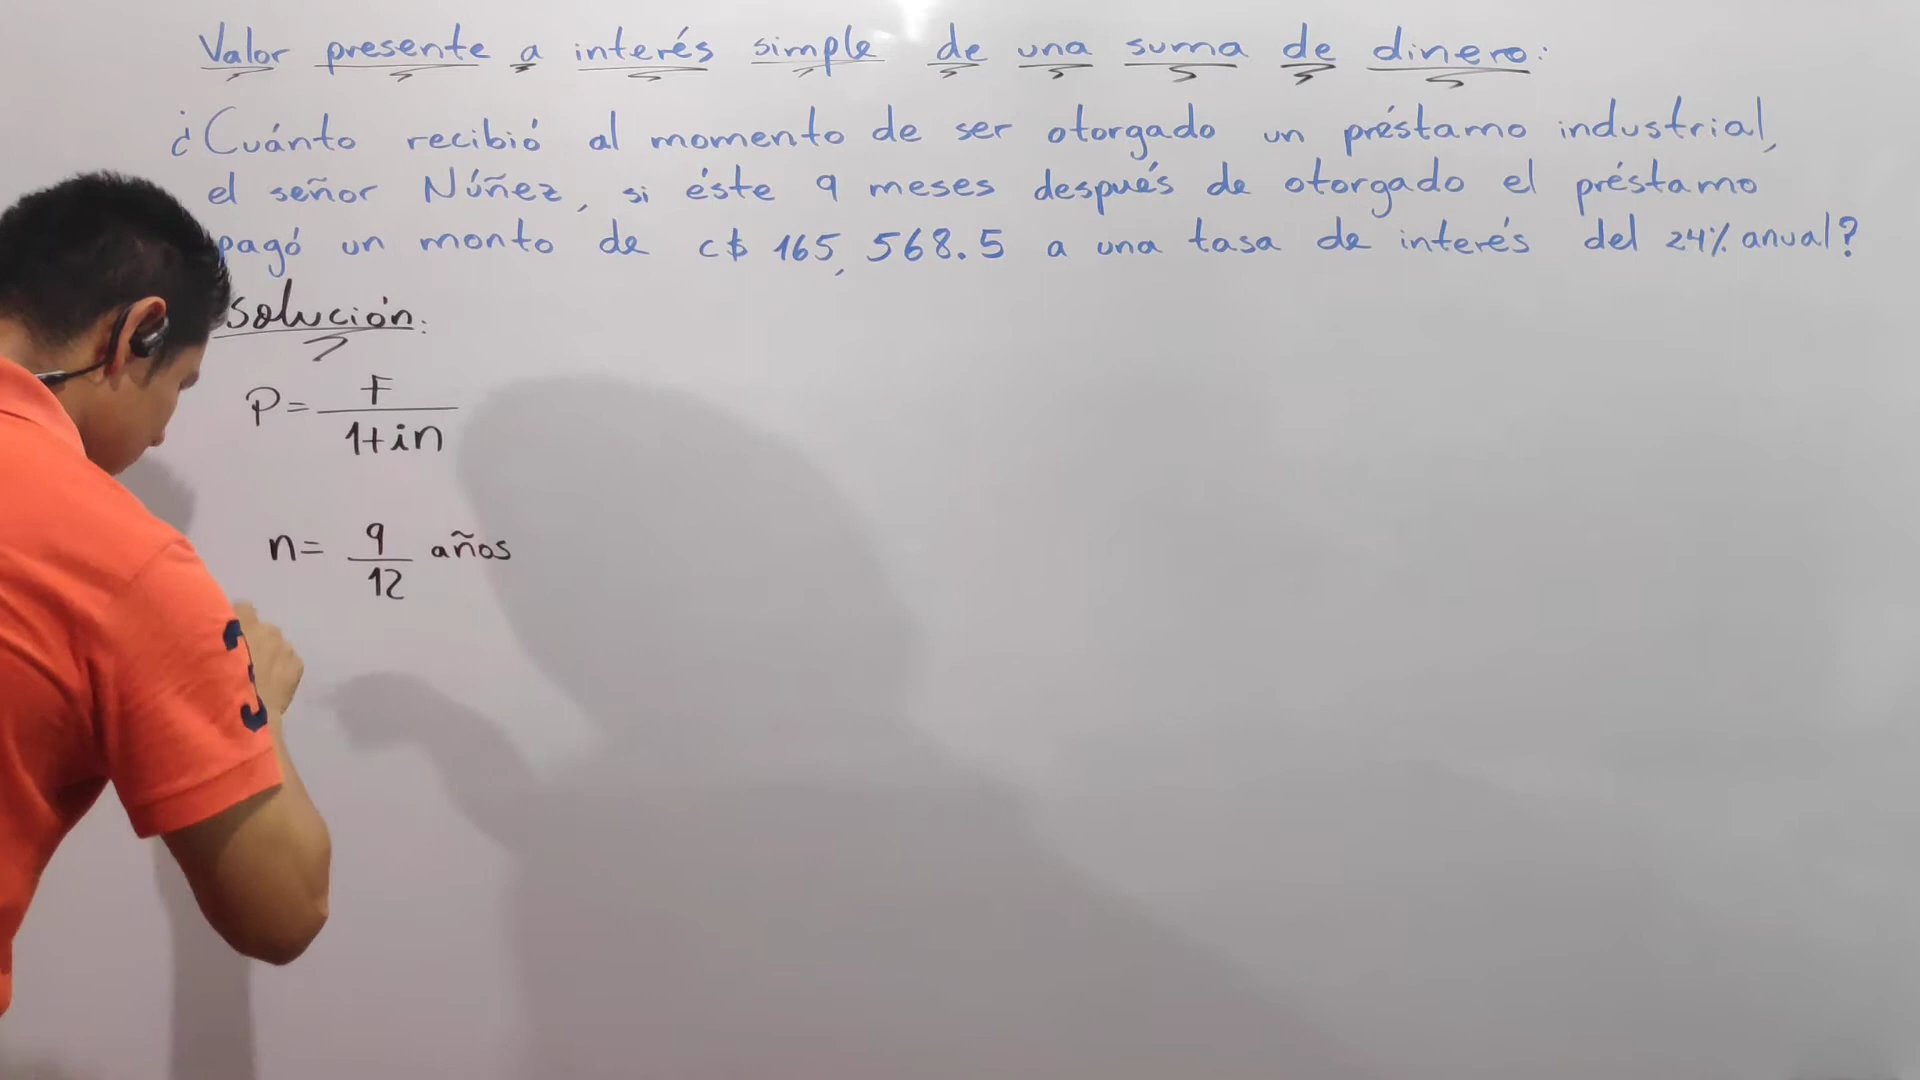 Valor presente a interés simple de una suma de dinero:
¿Cuánto recibió al momento de ser otorgado un préstamo industrial,
el señor Núñez, si éste 9 meses después de otorgado el préstamo
pagó un monto de c$ 165,568.5 a una tasa de interés del 24% anual?
solución:
P= F / 1+in
n= 9/12 años
3